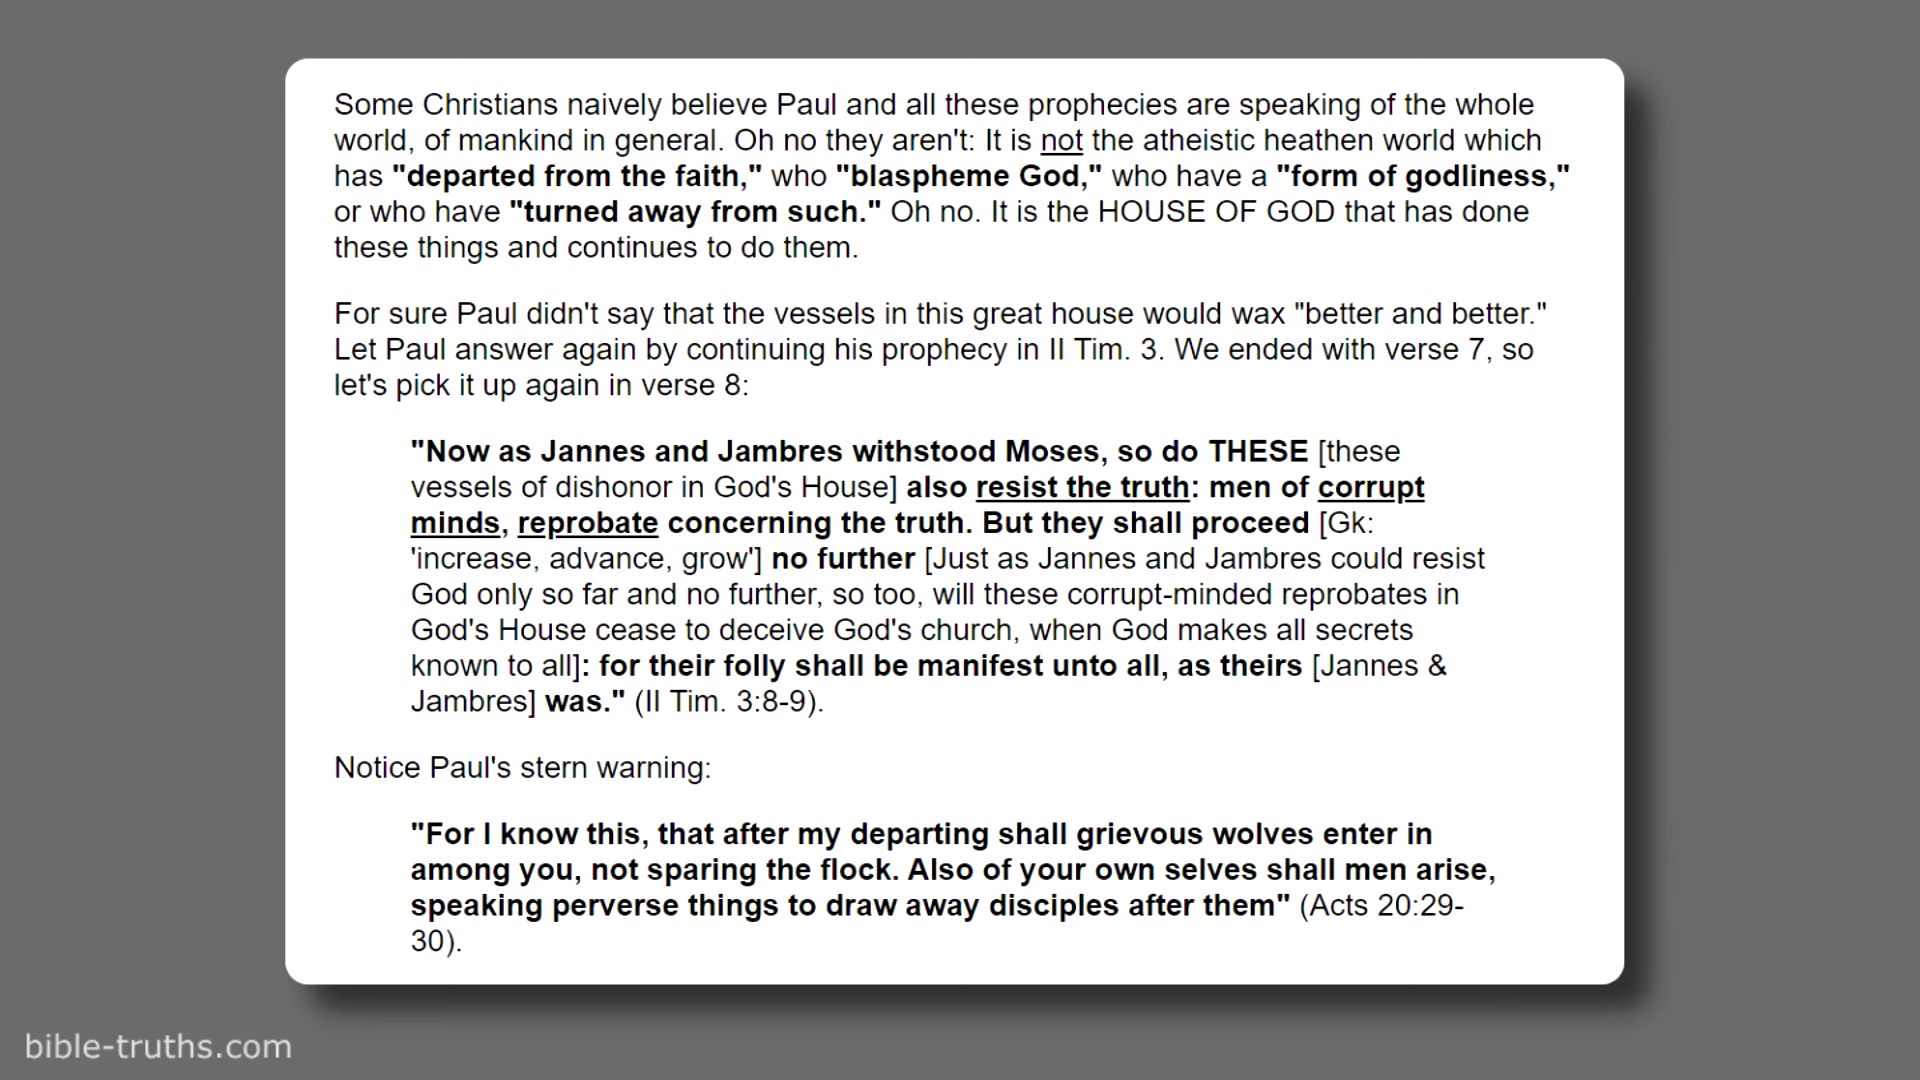 Some Christians naively believe Paul and all these prophecies are speaking of the whole
world, of mankind in general. Oh no they aren't: It is not the atheistic heathen world which
has "departed from the faith," who "blaspheme God," who have a "form of godliness,"
or who have "turned away from such." Oh no. It is the HOUSE OF GOD that has done
these things and continues to do them.
For sure Paul didn't say that the vessels in this great house would wax "better and better."
Let Paul answer again by continuing his prophecy in II Tim. 3. We ended with verse 7, so
let's pick it up again in verse 8:
"Now as Jannes and Jambres withstood Moses, so do THESE [these
vessels of dishonor in God's House] also resist the truth: men of corrupt
minds, reprobate concerning the truth. But they shall proceed [Gk:
'increase, advance, grow'] no further [Just as Jannes and Jambres could resist
God only so far and no further, so too, will these corrupt-minded reprobates in
God's House cease to deceive God's church, when God makes all secrets
known to all]: for their folly shall be manifest unto all, as theirs [Jannes &
Jambres] was." (II Tim. 3:8-9).
Notice Paul's stern warning:
"For I know this, that after my departing shall grievous wolves enter in
among you, not sparing the flock. Also of your own selves shall men arise,
speaking perverse things to draw away disciples after them" (Acts 20:29-
30).
bible-truths.com